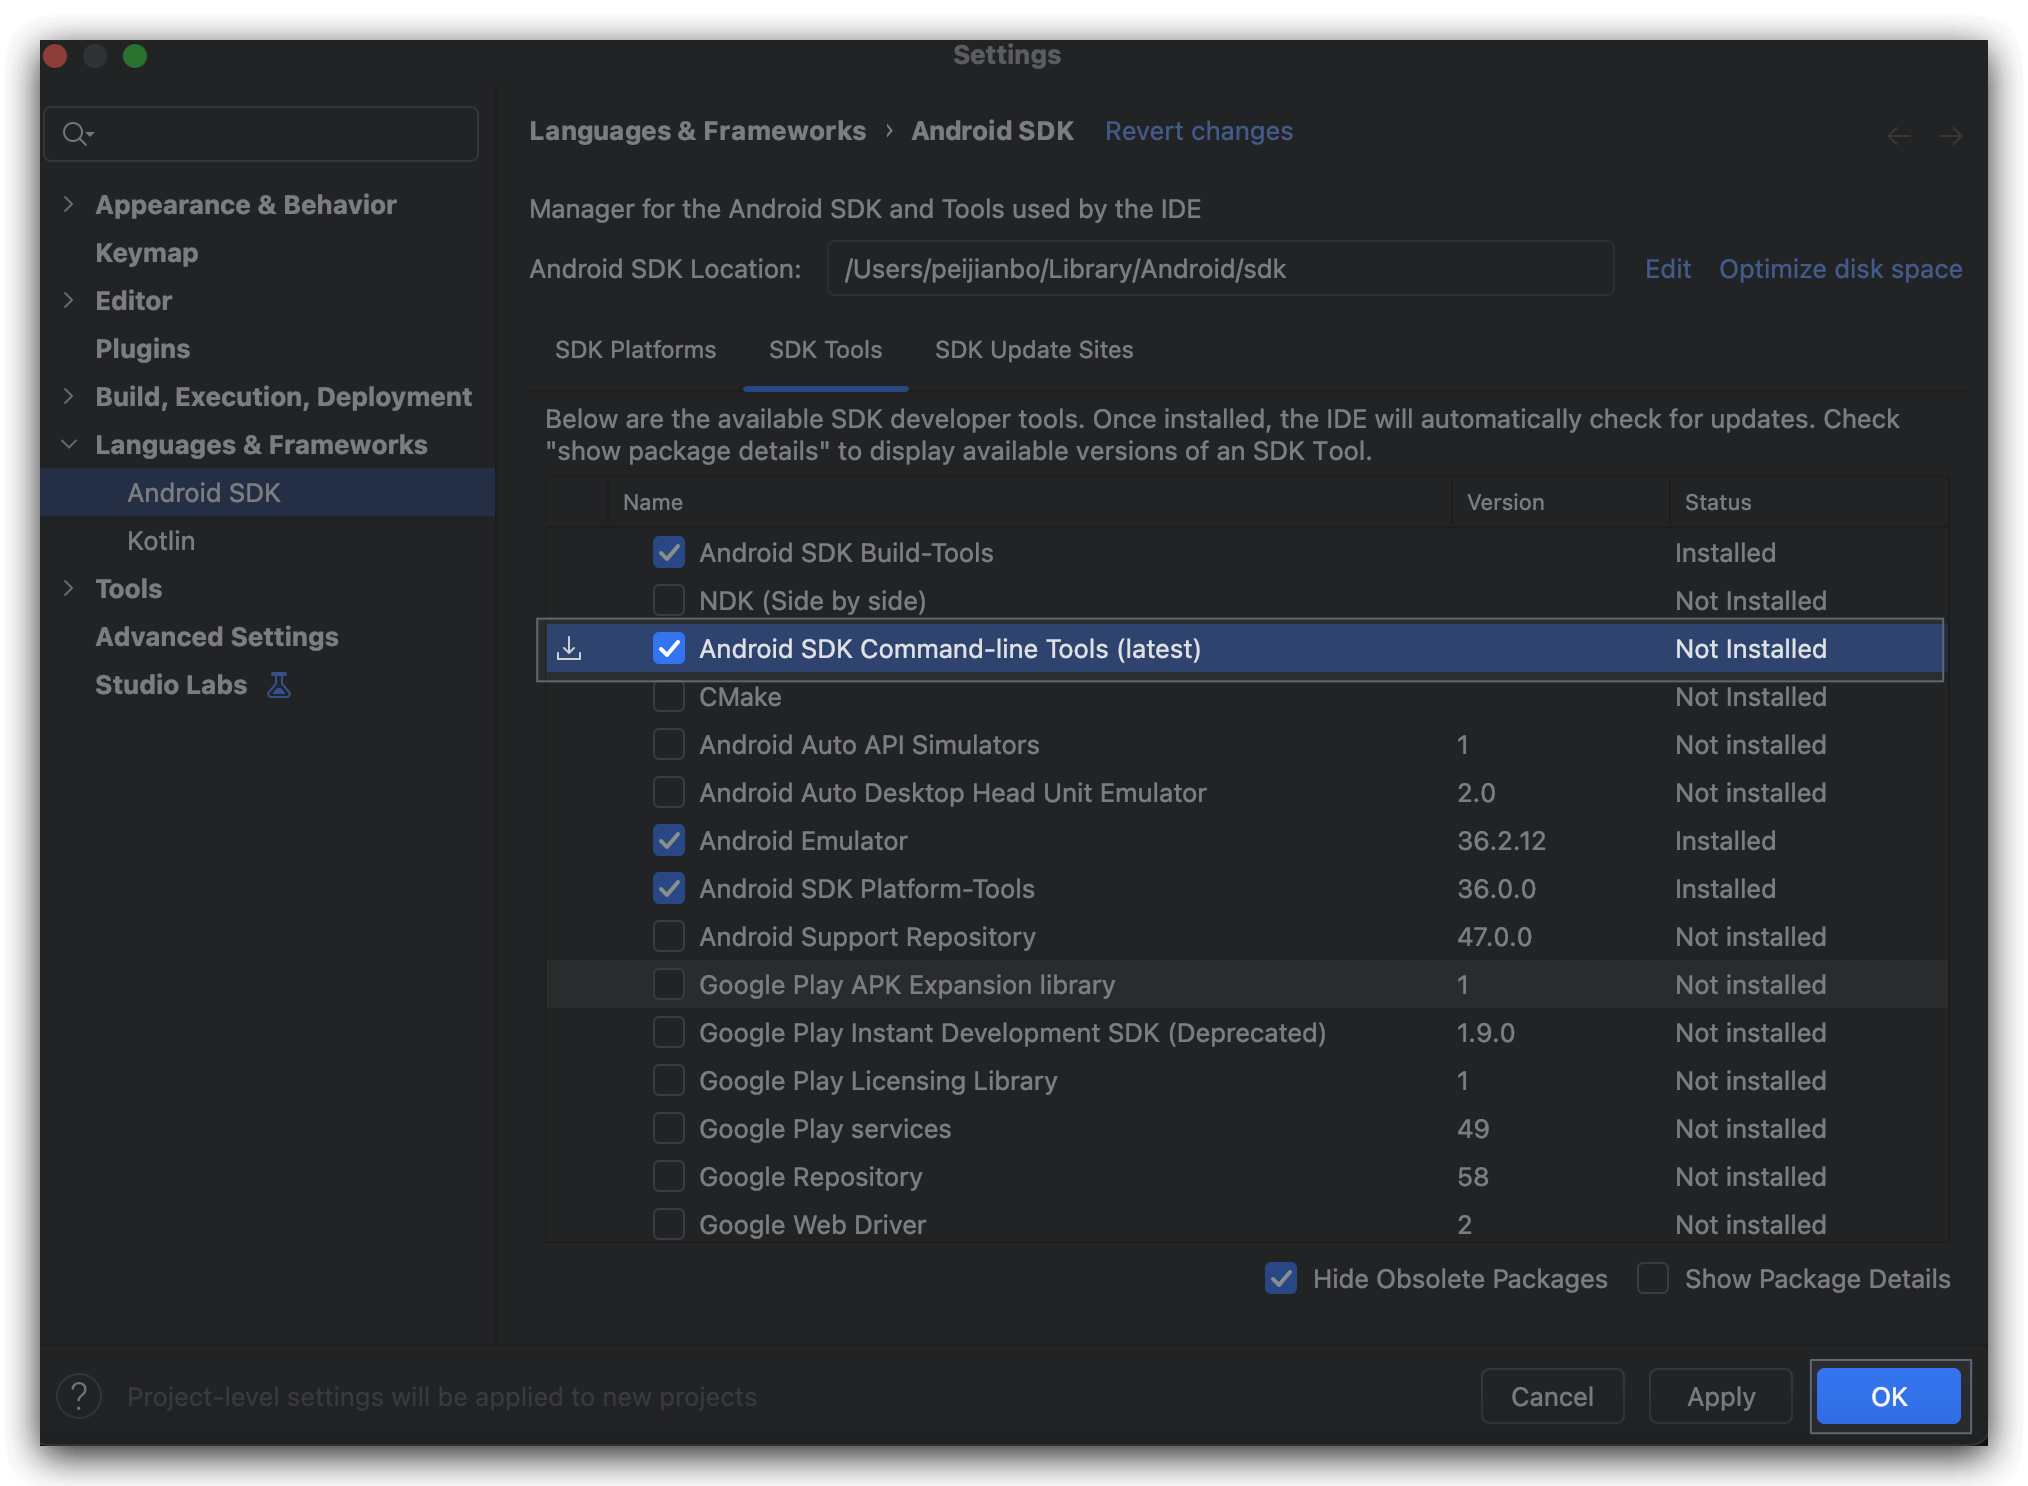 Settings
Languages & Frameworks › Android SDK Revert changes
Appearance & Behavior
Keymap
Editor
Plugins
Build, Execution, Deployment
Languages & Frameworks
Android SDK
Kotlin
Tools
Advanced Settings
Studio Labs
Manager for the Android SDK and Tools used by the IDE
Android SDK Location: /Users/peijianbo/Library/Android/sdk Edit Optimize disk space
SDK Platforms SDK Tools SDK Update Sites
Below are the available SDK developer tools. Once installed, the IDE will automatically check for updates. Check
"show package details" to display available versions of an SDK Tool.
Name Version Status
Android SDK Build-Tools Installed
NDK (Side by side) Not Installed
Android SDK Command-line Tools (latest) Not Installed
CMake Not Installed
Android Auto API Simulators 1 Not installed
Android Auto Desktop Head Unit Emulator 2.0 Not installed
Android Emulator 36.2.12 Installed
Android SDK Platform-Tools 36.0.0 Installed
Android Support Repository 47.0.0 Not installed
Google Play APK Expansion library 1 Not installed
Google Play Instant Development SDK (Deprecated) 1.9.0 Not installed
Google Play Licensing Library 1 Not installed
Google Play services 49 Not installed
Google Repository 58 Not installed
Google Web Driver 2 Not installed
Hide Obsolete Packages Show Package Details
? Project-level settings will be applied to new projects Cancel Apply OK